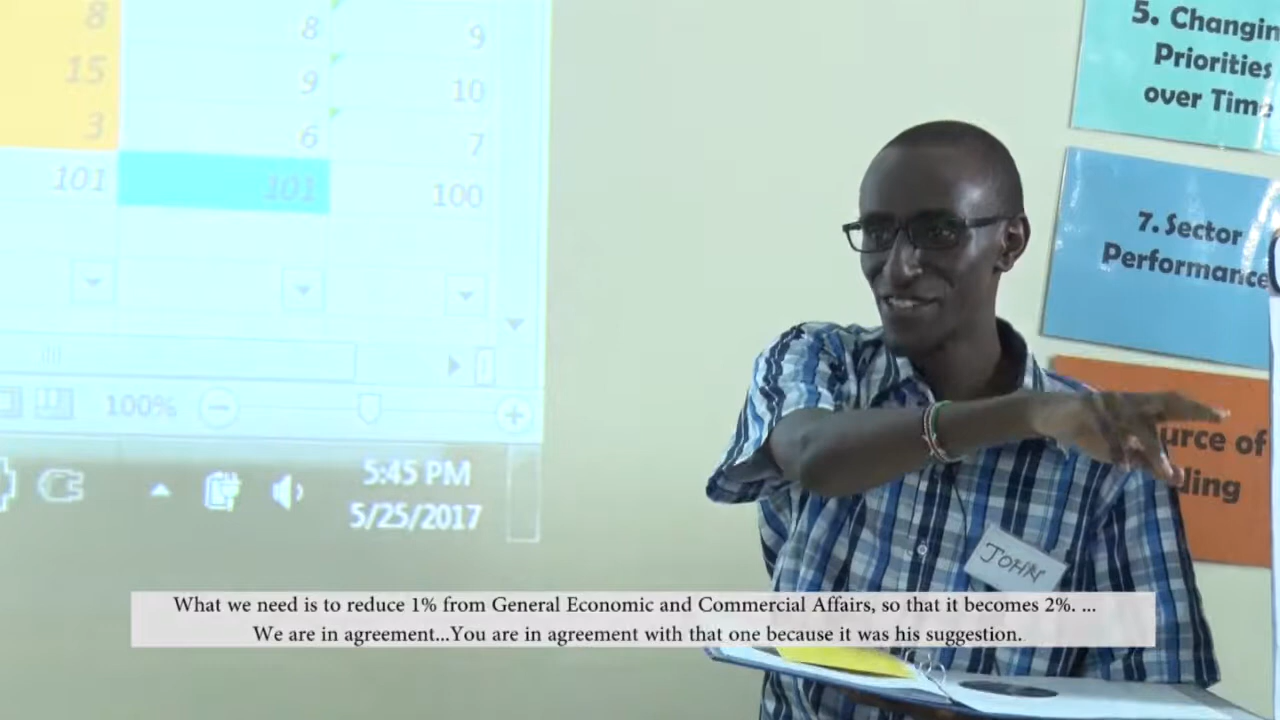 8 8 9
15 9 10
3 6 7
101 101 100
100%
5:45 PM
5/25/2017
5. Changin
Priorities
over Time
7. Sector
Performance
urce of
ding
JOHN
What we need is to reduce 1% from General Economic and Commercial Affairs, so that it becomes 2%. ...
We are in agreement...You are in agreement with that one because it was his suggestion.